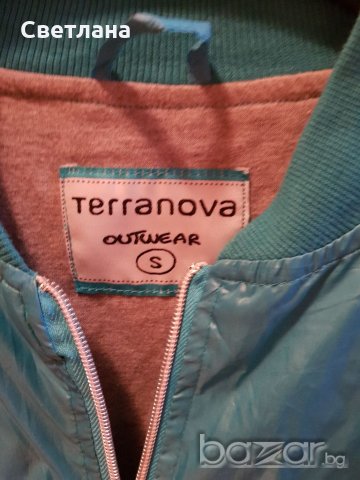 Светлана
Terranova
OUTWEAR
S
bazar.bg